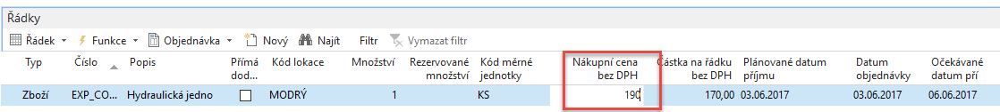 Řádky
Řádek Funkce Objednávka Nový Najít Filtr Vymazat filtr
Typ Číslo Popis Přímá dod... Kód lokace Množství Rezervované množství Kód měrné jednotky Nákupní cena bez DPH Částka na řádku bez DPH Plánované datum příjmu Datum objednávky Očekávané datum pří
Zboží EXP_CO... Hydraulická jedno MODRÝ 1 KS 190 170,00 03.06.2017 03.06.2017 06.06.2017